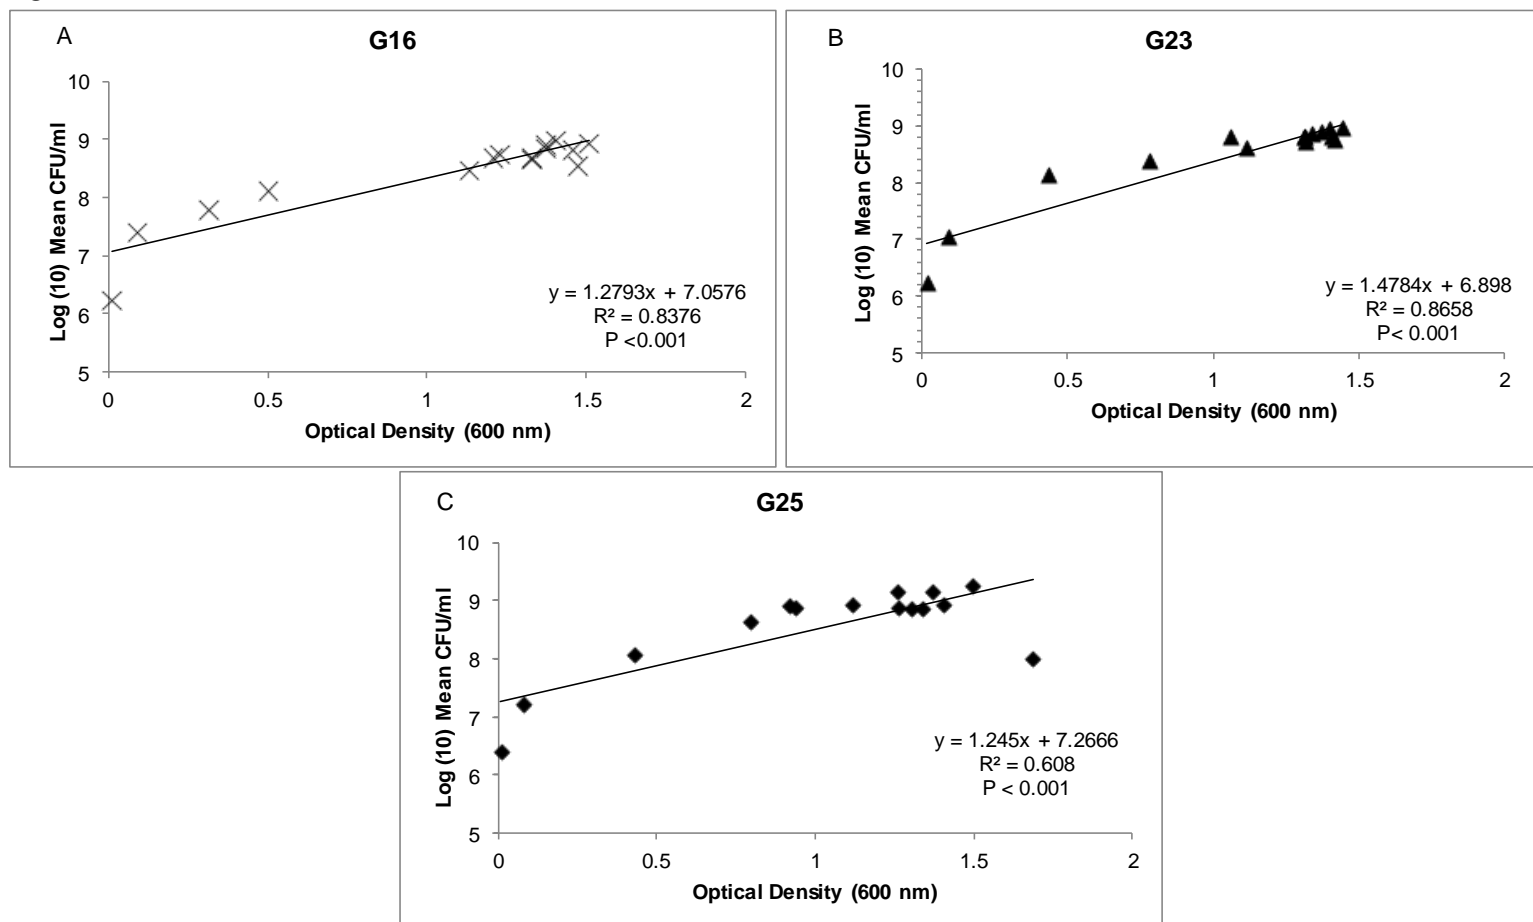 A
G16
Log (10) Mean CFU/ml
10
9
8
7
6
5
0
0.5
1
1.5
2
y = 1.2793x + 7.0576
R² = 0.8376
P <0.001
Optical Density (600 nm)
B
G23
Log (10) Mean CFU/ml
10
9
8
7
6
5
0
0.5
1
1.5
2
y = 1.4784x + 6.898
R² = 0.8658
P< 0.001
Optical Density (600 nm)
C
G25
Log (10) Mean CFU/ml
10
9
8
7
6
5
0
0.5
1
1.5
2
y = 1.245x + 7.2666
R² = 0.608
P < 0.001
Optical Density (600 nm)